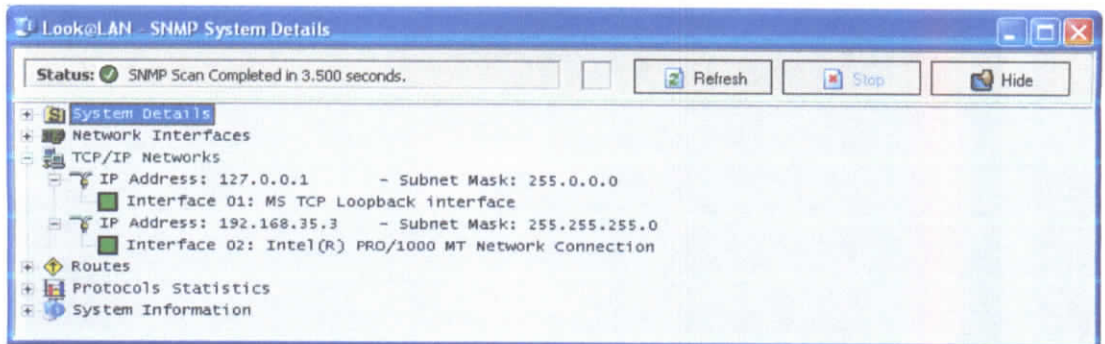 Look@LAN - SNMP System Details
Status: SNMP Scan Completed in 3.500 seconds. Refresh Stop Hide
System Details
Network Interfaces
TCP/IP Networks
IP Address: 127.0.0.1 - Subnet Mask: 255.0.0.0
Interface 01: MS TCP Loopback interface
IP Address: 192.168.35.3 - Subnet Mask: 255.255.255.0
Interface 02: Intel(R) PRO/1000 MT Network Connection
Routes
Protocols Statistics
System Information